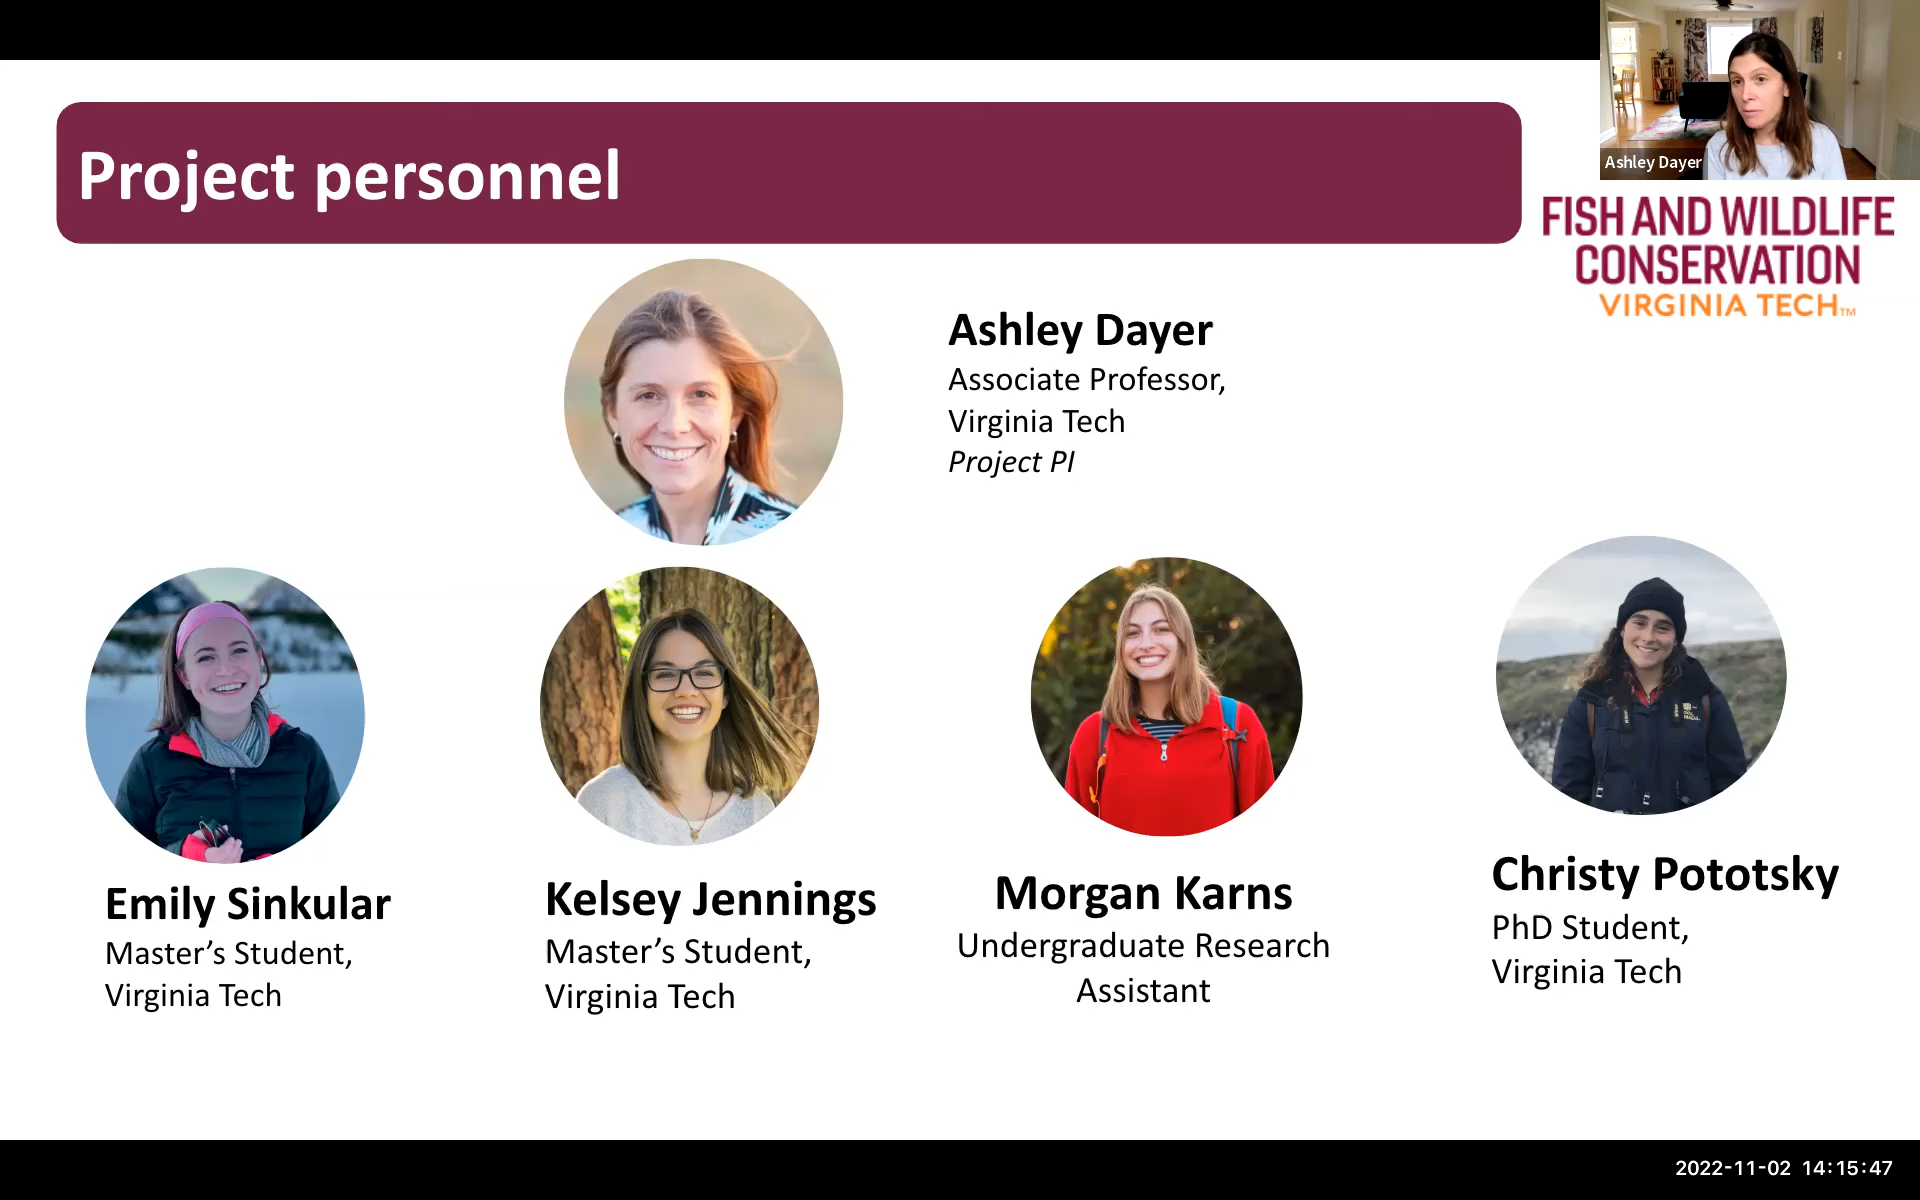 Project personnel
Ashley Dayer
FISH AND WILDLIFE
CONSERVATION
VIRGINIA TECH™
Ashley Dayer
Associate Professor,
Virginia Tech
Project PI
Emily Sinkular
Master’s Student,
Virginia Tech
Kelsey Jennings
Master’s Student,
Virginia Tech
Morgan Karns
Undergraduate Research
Assistant
Christy Pototsky
PhD Student,
Virginia Tech
2022-11-02 14:15:47